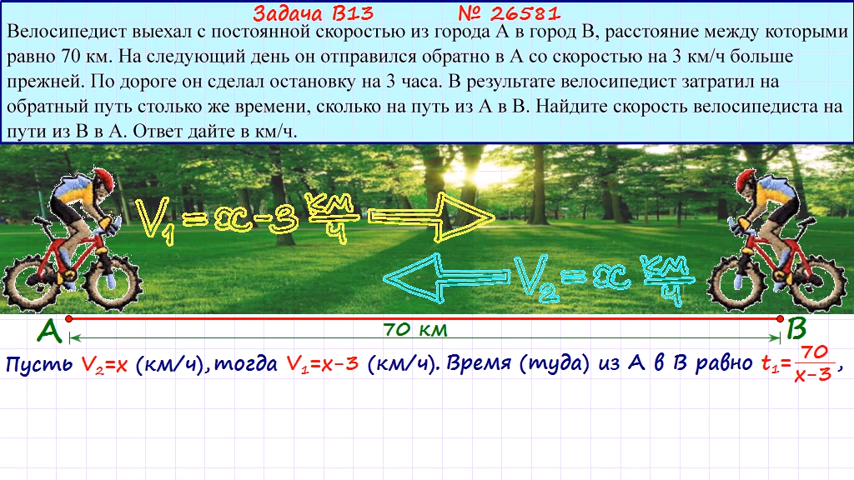 Задача В13 № 26581
Велосипедист выехал с постоянной скоростью из города А в город В, расстояние между которыми
равно 70 км. На следующий день он отправился обратно в А со скоростью на 3 км/ч больше
прежней. По дороге он сделал остановку на 3 часа. В результате велосипедист затратил на
обратный путь столько же времени, сколько на путь из А в В. Найдите скорость велосипедиста на
пути из В в А. Ответ дайте в км/ч.
V₁ = x - 3 км/ч
V₂ = x км/ч
А 70 км В
Пусть V₂=x (км/ч), тогда V₁=x-3 (км/ч). Время (туда) из А в В равно t₁=70/(x-3),